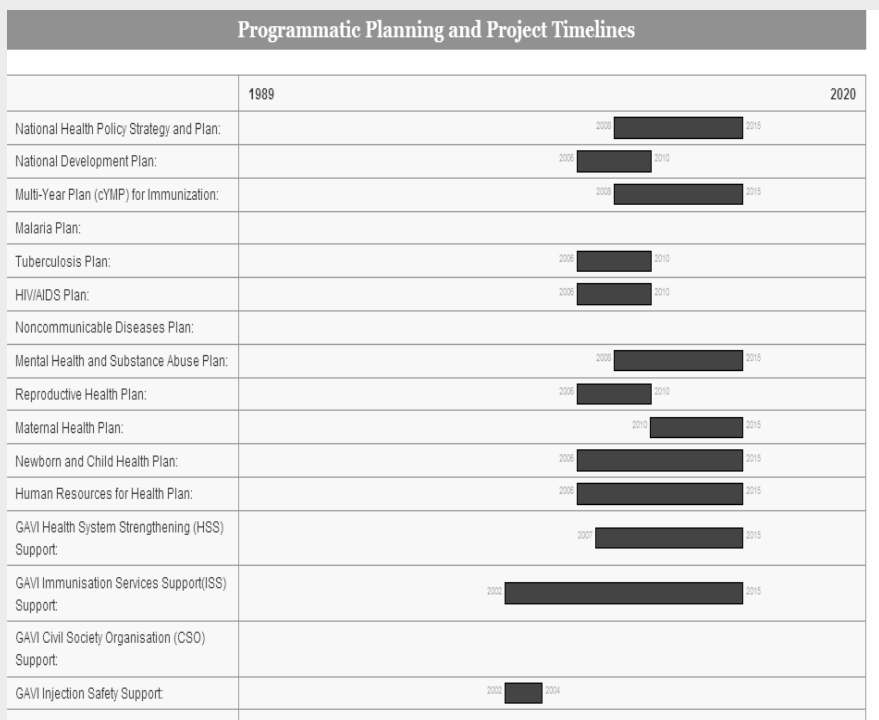 Programmatic Planning and Project Timelines
1989 2020
National Health Policy Strategy and Plan: 2008 2015
National Development Plan: 2006 2010
Multi-Year Plan (cYMP) for Immunization: 2008 2015
Malaria Plan:
Tuberculosis Plan: 2006 2010
HIV/AIDS Plan: 2006 2010
Noncommunicable Diseases Plan:
Mental Health and Substance Abuse Plan: 2008 2015
Reproductive Health Plan: 2006 2010
Maternal Health Plan: 2010 2015
Newborn and Child Health Plan: 2006 2015
Human Resources for Health Plan: 2006 2015
GAVI Health System Strengthening (HSS)
Support: 2007 2015
GAVI Immunisation Services Support(ISS)
Support: 2002 2015
GAVI Civil Society Organisation (CSO)
Support:
GAVI Injection Safety Support: 2002 2004